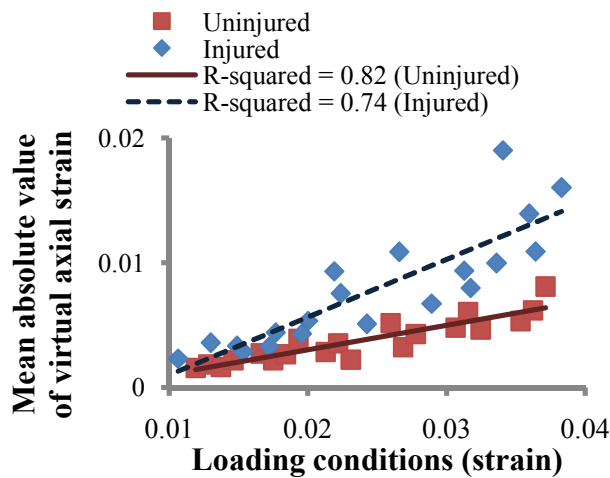 Uninjured
Injured
R-squared = 0.82 (Uninjured)
R-squared = 0.74 (Injured)
Mean absolute value
of virtual axial strain
0.02
0.01
0
0.01 0.02 0.03 0.04
Loading conditions (strain)